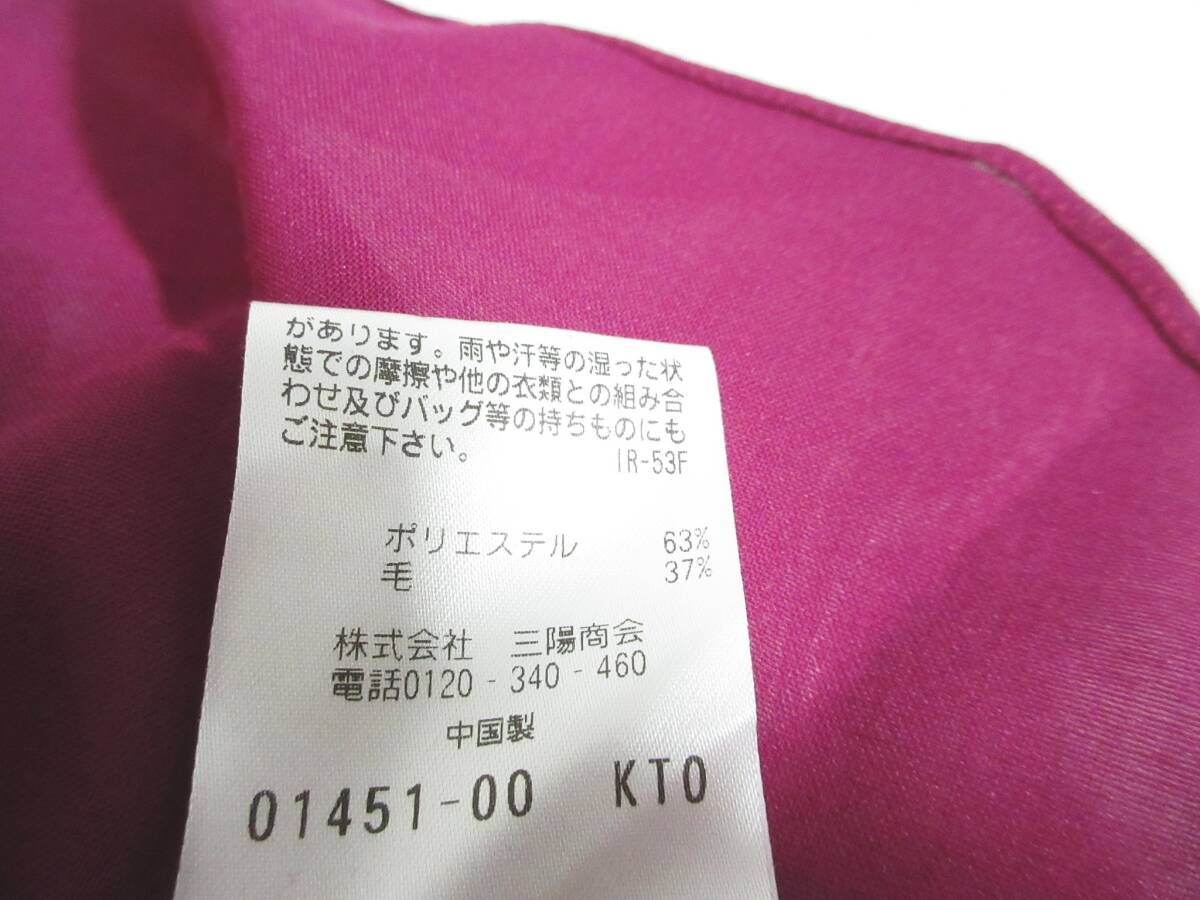 があります。雨や汗等の湿った状
態での摩擦や他の衣類との組み合
わせ及びバッグ等の持ちものにも
ご注意下さい。 IR-53F
ポリエステル 63%
毛 37%
株式会社 三陽商会
電話0120-340-460
中国製
01451-00 KTO